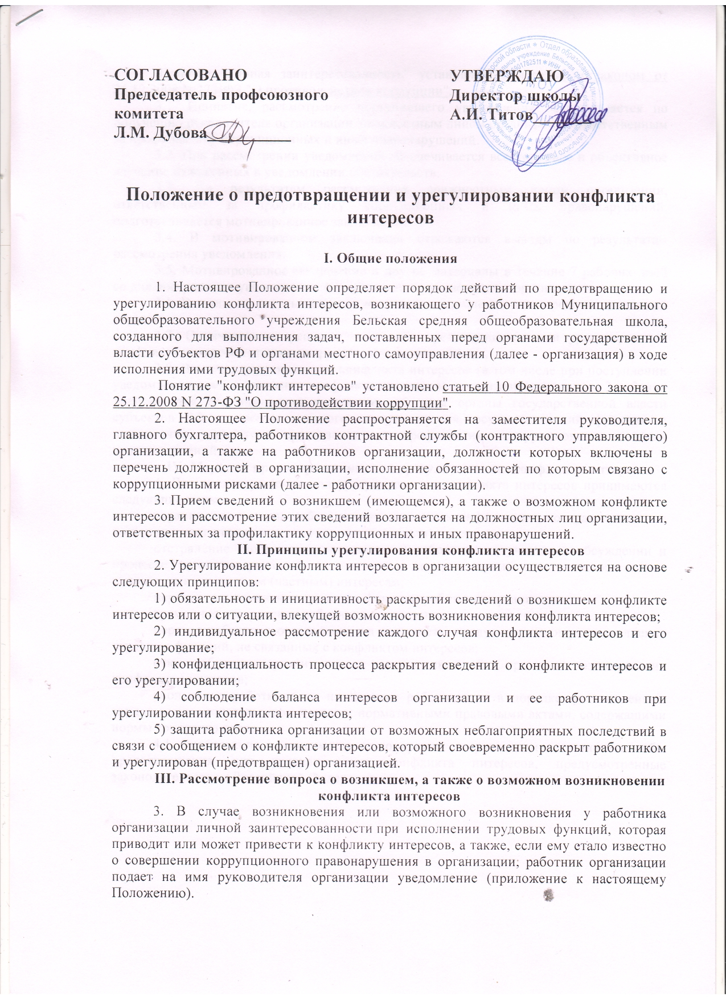 СОГЛАСОВАНО
Председатель профсоюзного
комитета
Л.М. Дубова
УТВЕРЖДАЮ
Директор школы
А.И. Титов
МОУ
Бельская
СОШ
Положение о предотвращении и урегулировании конфликта
интересов
I. Общие положения
1. Настоящее Положение определяет порядок действий по предотвращению и
урегулированию конфликта интересов, возникающего у работников Муниципального
общеобразовательного учреждения Бельская средняя общеобразовательная школа,
созданного для выполнения задач, поставленных перед органами государственной
власти субъектов РФ и органами местного самоуправления (далее - организация) в ходе
исполнения ими трудовых функций.
Понятие "конфликт интересов" установлено статьей 10 Федерального закона от
25.12.2008 N 273-ФЗ "О противодействии коррупции".
2. Настоящее Положение распространяется на заместителя руководителя,
главного бухгалтера, работников контрактной службы (контрактного управляющего)
организации, а также на работников организации, должности которых включены в
перечень должностей в организации, исполнение обязанностей по которым связано с
коррупционными рисками (далее - работники организации).
3. Прием сведений о возникшем (имеющемся), а также о возможном конфликте
интересов и рассмотрение этих сведений возлагается на должностных лиц организации,
ответственных за профилактику коррупционных и иных правонарушений.
II. Принципы урегулирования конфликта интересов
2. Урегулирование конфликта интересов в организации осуществляется на основе
следующих принципов:
1) обязательность и инициативность раскрытия сведений о возникшем конфликте
интересов или о ситуации, влекущей возможность возникновения конфликта интересов;
2) индивидуальное рассмотрение каждого случая конфликта интересов и его
урегулирование;
3) конфиденциальность процесса раскрытия сведений о конфликте интересов и
его урегулировании;
4) соблюдение баланса интересов организации и ее работников при
урегулировании конфликта интересов;
5) защита работника организации от возможных неблагоприятных последствий в
связи с сообщением о конфликте интересов, который своевременно раскрыт работником
и урегулирован (предотвращен) организацией.
III. Рассмотрение вопроса о возникшем, а также о возможном возникновении
конфликта интересов
3. В случае возникновения или возможного возникновения у работника
организации личной заинтересованности при исполнении трудовых функций, которая
приводит или может привести к конфликту интересов, а также, если ему стало известно
о совершении коррупционного правонарушения в организации; работник организации
подает на имя руководителя организации уведомление (приложение к настоящему
Положению).